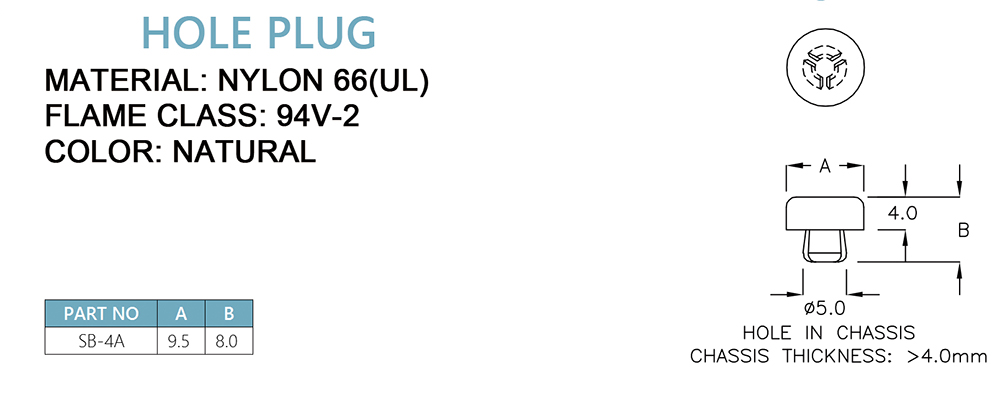 HOLE PLUG
MATERIAL: NYLON 66(UL)
FLAME CLASS: 94V-2
COLOR: NATURAL
A
4.0
B
Ø5.0
HOLE IN CHASSIS
CHASSIS THICKNESS: >4.0mm
PART NO A B
SB-4A 9.5 8.0